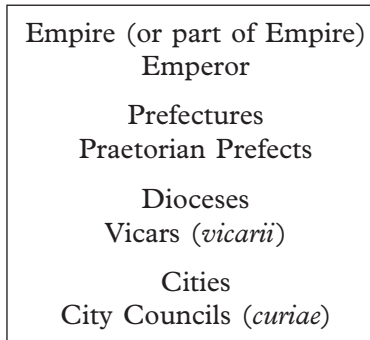 Empire (or part of Empire)
Emperor
Prefectures
Praetorian Prefects
Dioceses
Vicars (vicarii)
Cities
City Councils (curiae)